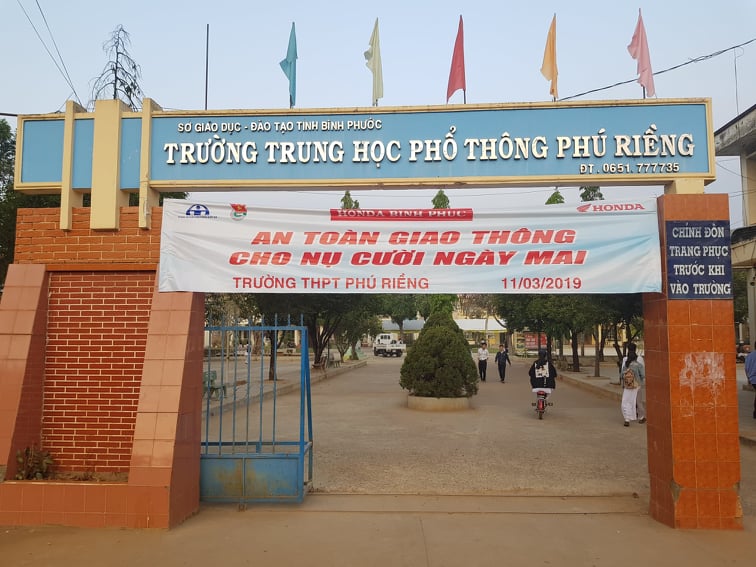 SỞ GIÁO DỤC - ĐÀO TẠO TỈNH BÌNH PHƯỚC
TRƯỜNG TRUNG HỌC PHỔ THÔNG PHÚ RIỀNG
ĐT. 0651.777735
HONDA BINH PHUC
HONDA
AN TOÀN GIAO THÔNG
CHO NỤ CƯỜI NGÀY MAI
TRƯỜNG THPT PHÚ RIỀNG 11/03/2019
CHỈNH ĐỐN
TRANG PHỤC
TRƯỚC KHI
VÀO TRƯỜNG